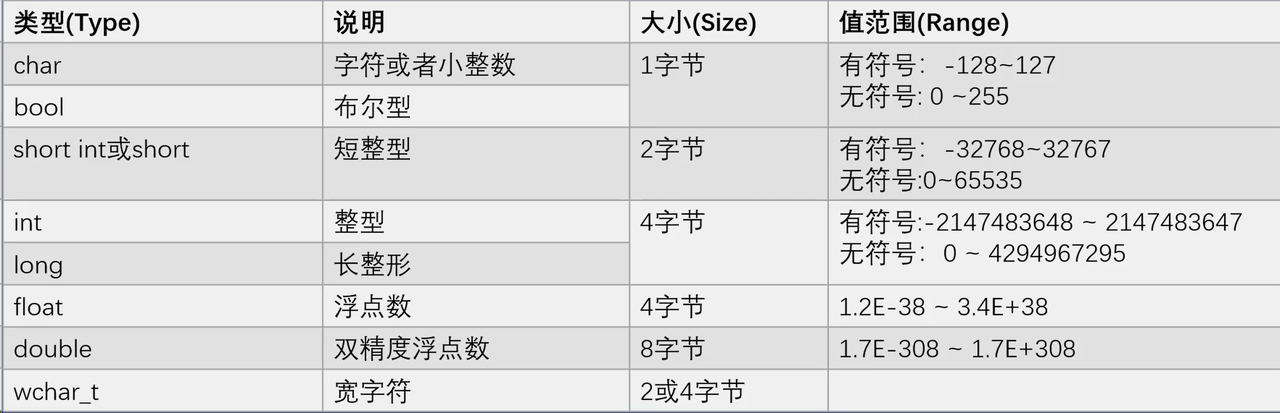 类型(Type) 说明 大小(Size) 值范围(Range)
char 字符或者小整数 1字节 有符号：-128~127
无符号: 0 ~255
bool 布尔型
short int或short 短整型 2字节 有符号：-32768~32767
无符号:0~65535
int 整型 4字节 有符号:-2147483648 ~ 2147483647
无符号：0 ~ 4294967295
long 长整形
float 浮点数 4字节 1.2E-38 ~ 3.4E+38
double 双精度浮点数 8字节 1.7E-308 ~ 1.7E+308
wchar_t 宽字符 2或4字节